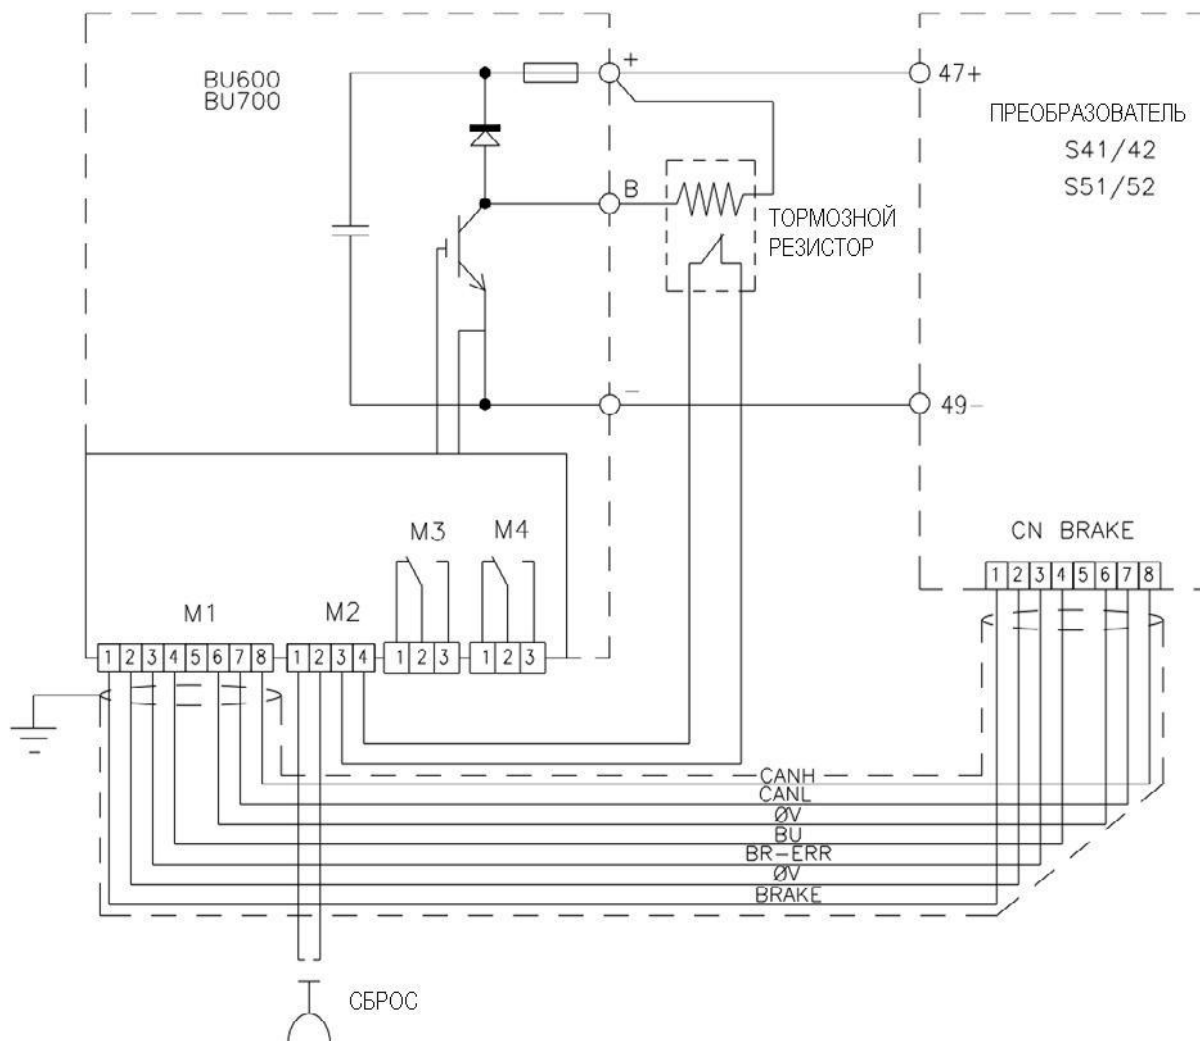 BU600
BU700
+
47+
ПРЕОБРАЗОВАТЕЛЬ
S41/42
S51/52
B
ТОРМОЗНОЙ
РЕЗИСТОР
−
49−
CN BRAKE
1 2 3 4 5 6 7 8
M3
M4
M1
M2
1 2 3 4 5 6 7 8
1 2 3 4
1 2 3
1 2 3
CANH
CANL
ØV
BU
BR-ERR
ØV
BRAKE
СБРОС